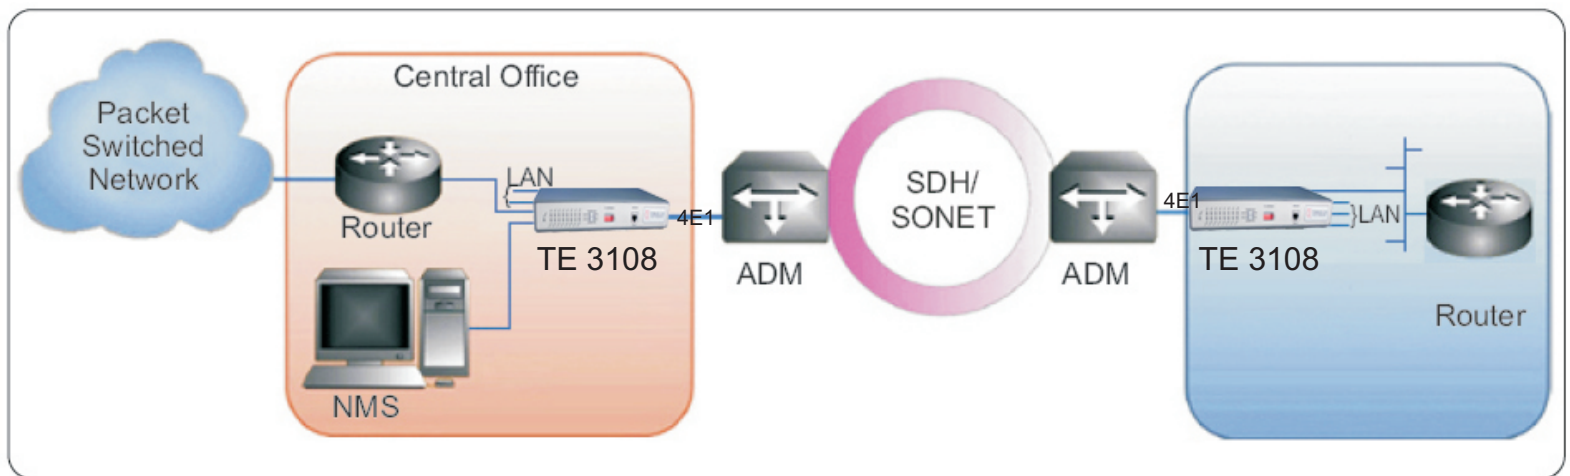 Packet
Switched
Network
Central Office
Router
LAN
4E1
TE 3108
NMS
ADM
SDH/
SONET
ADM
4E1
TE 3108
}LAN
Router